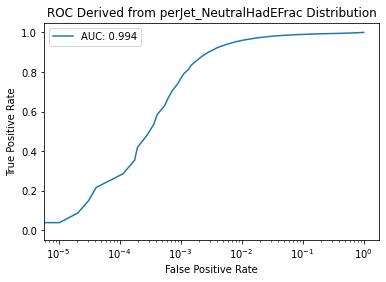 ROC Derived from perJet_NeutralHadEFrac Distribution
AUC: 0.994
True Positive Rate
1.0
0.8
0.6
0.4
0.2
0.0
10⁻⁵ 10⁻⁴ 10⁻³ 10⁻² 10⁻¹ 10⁰
False Positive Rate